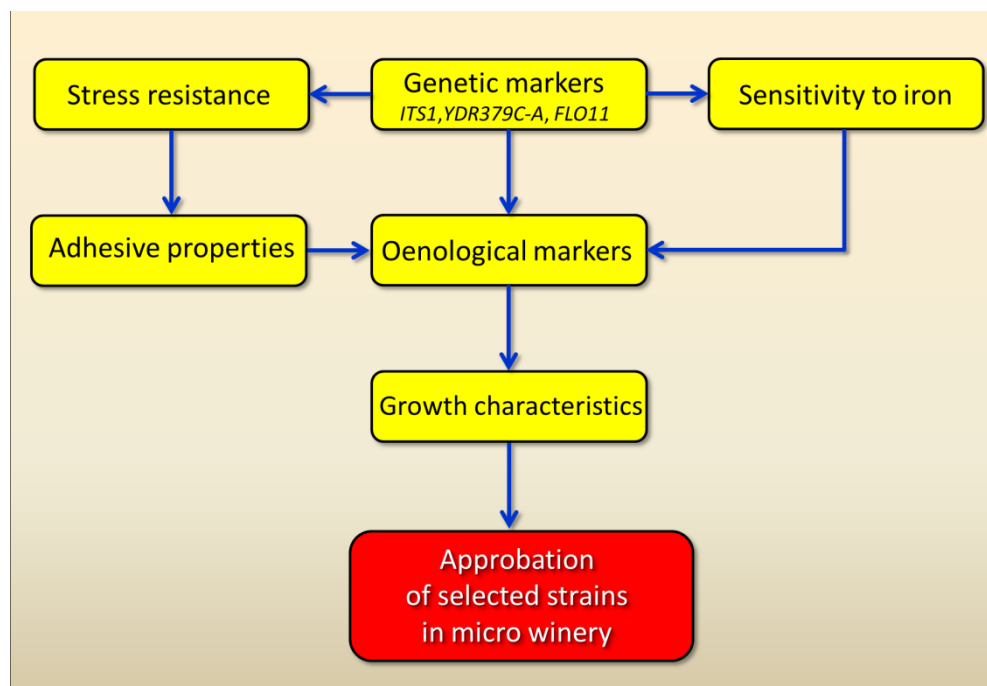 Stress resistance
Genetic markers
ITS1,YDR379C-A, FLO11
Sensitivity to iron
Adhesive properties
Oenological markers
Growth characteristics
Approbation
of selected strains
in micro winery